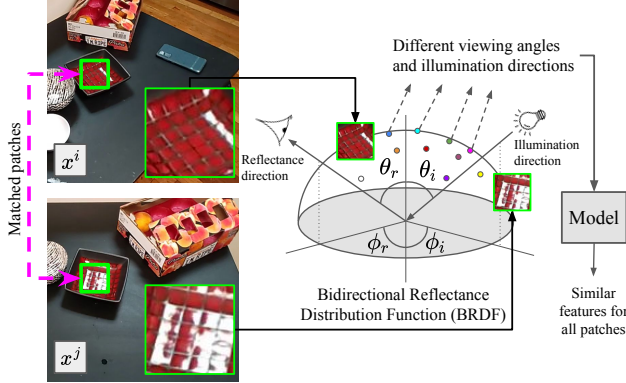 Matched patches
x^i
x^j
Different viewing angles
and illumination directions
Reflectance
direction
Illumination
direction
θ_r
θ_i
ϕ_r
ϕ_i
Bidirectional Reflectance
Distribution Function (BRDF)
Model
Similar
features for
all patches